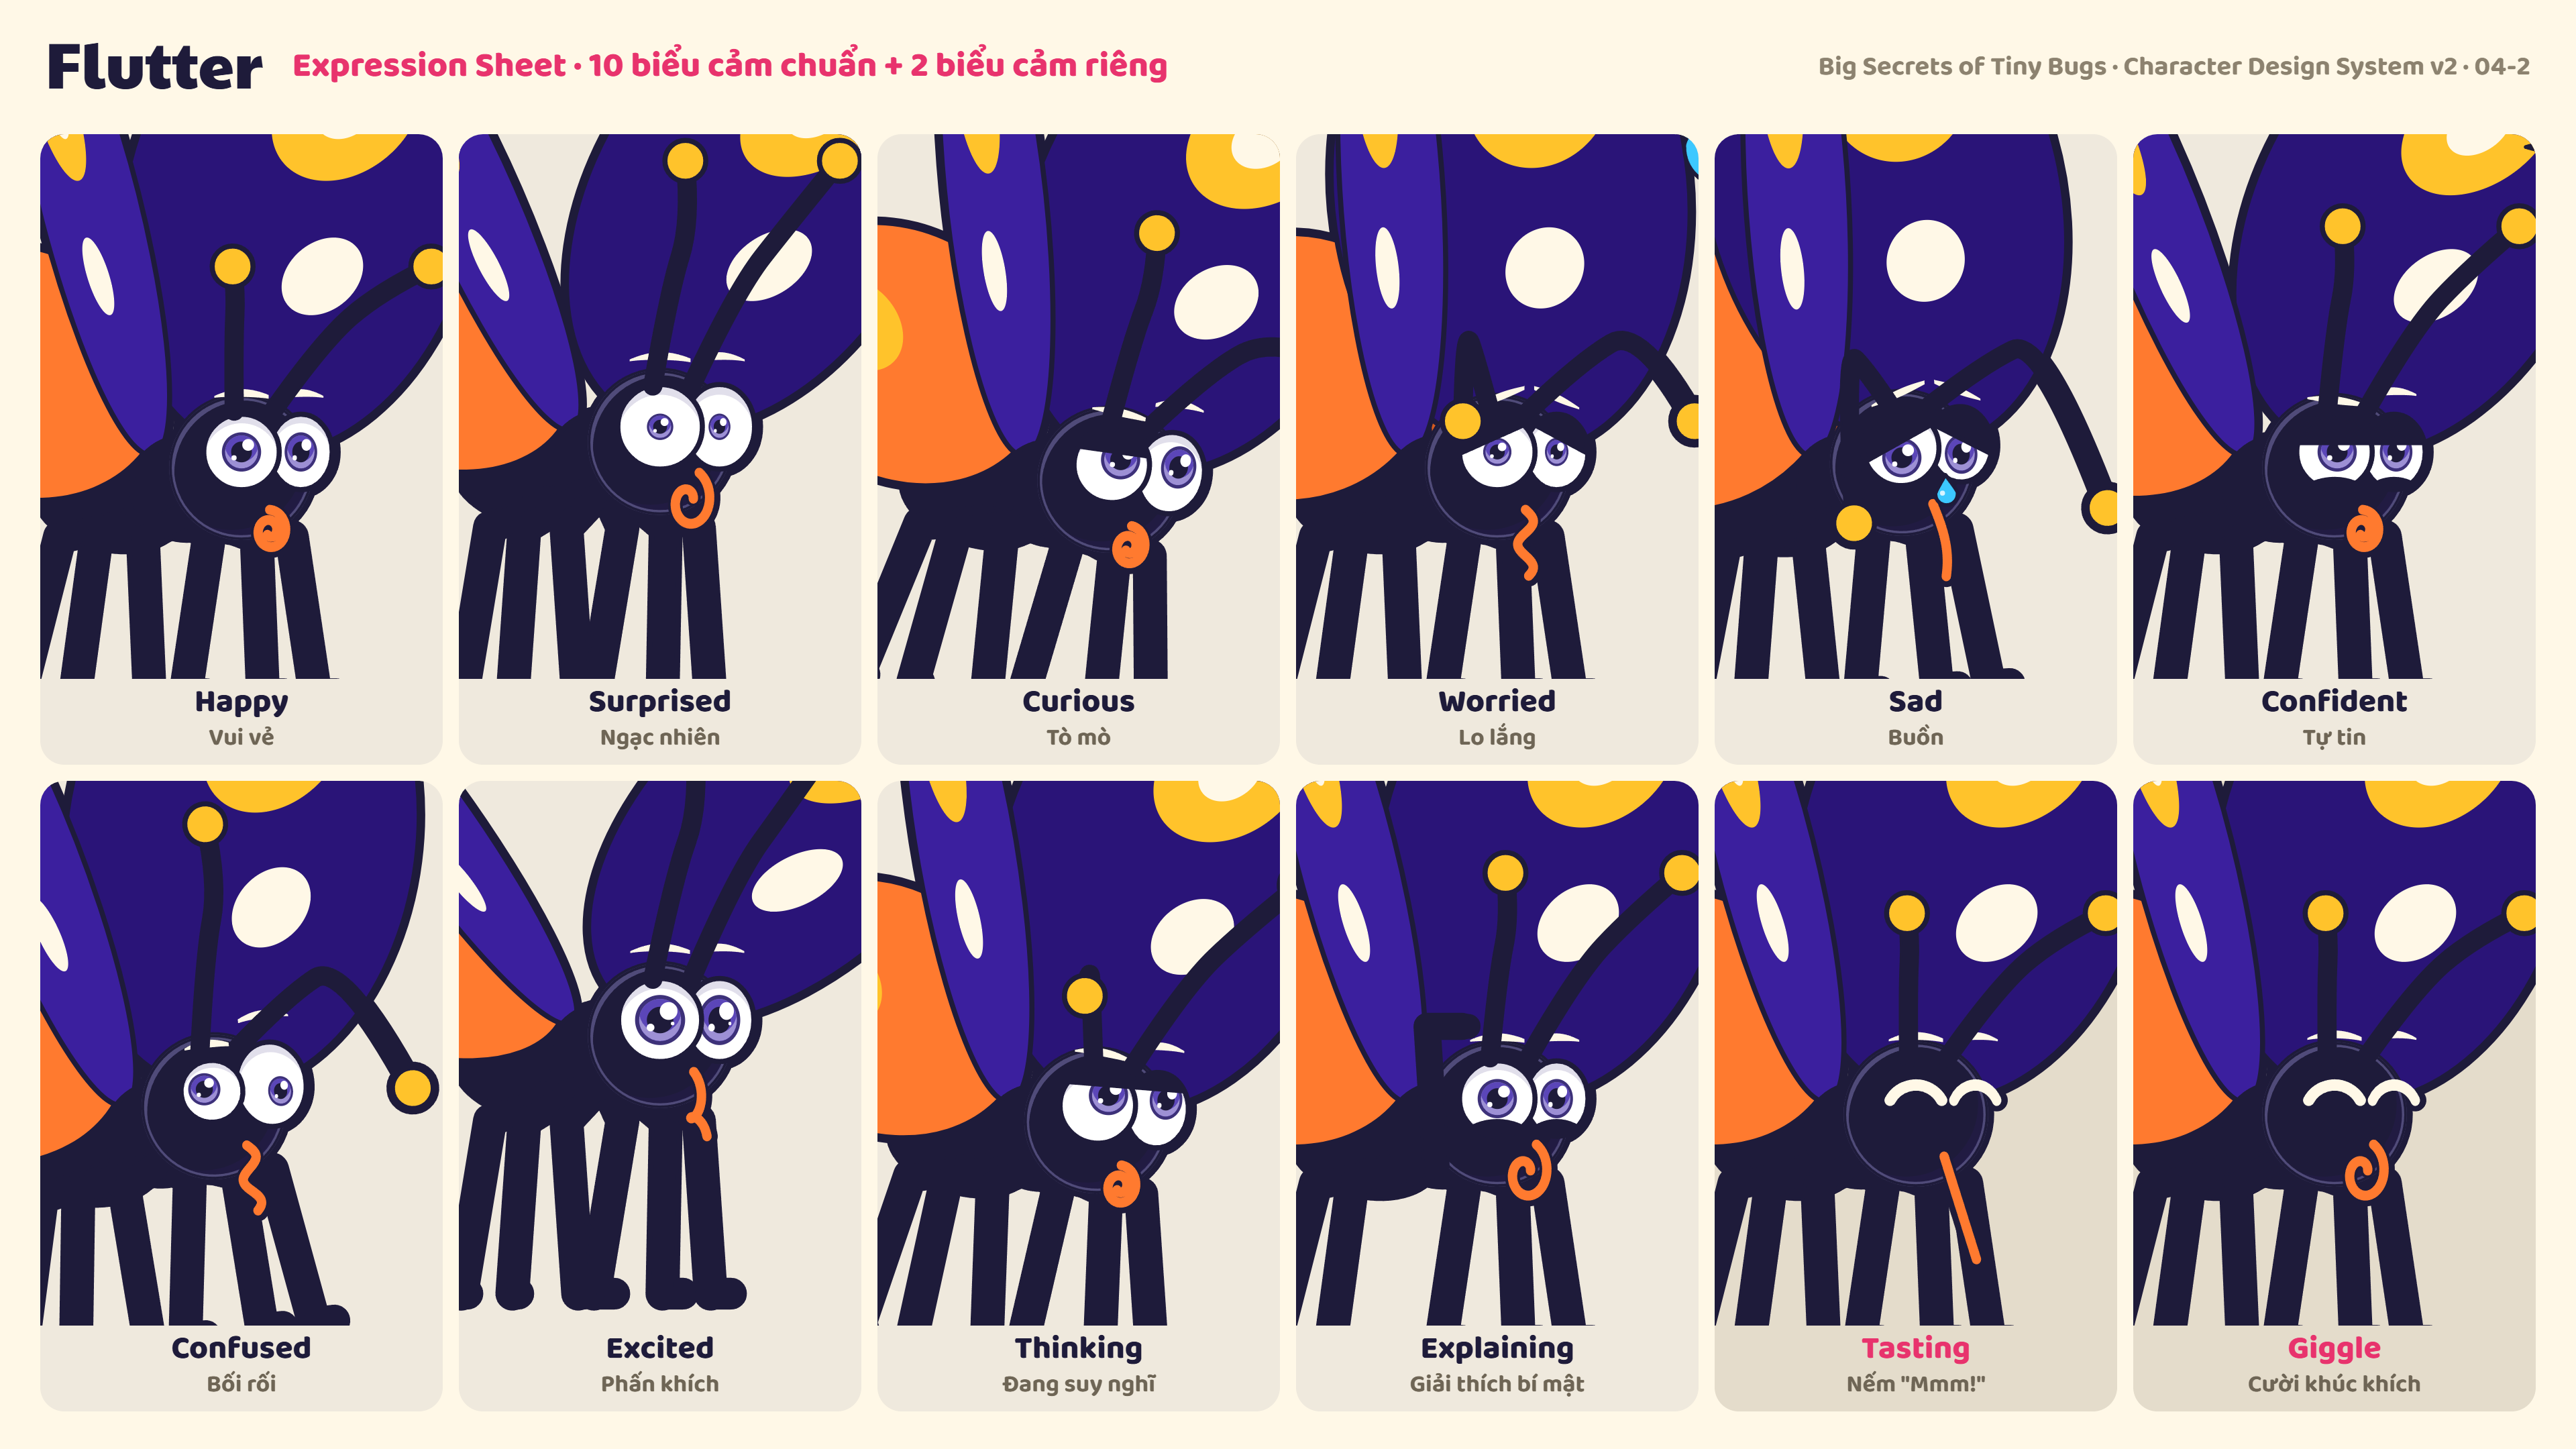 Flutter
Expression Sheet · 10 biểu cảm chuẩn + 2 biểu cảm riêng
Big Secrets of Tiny Bugs · Character Design System v2 · 04-2
Happy
Vui vẻ
Surprised
Ngạc nhiên
Curious
Tò mò
Worried
Lo lắng
Sad
Buồn
Confident
Tự tin
Confused
Bối rối
Excited
Phấn khích
Thinking
Đang suy nghĩ
Explaining
Giải thích bí mật
Tasting
Nếm "Mmm!"
Giggle
Cười khúc khích